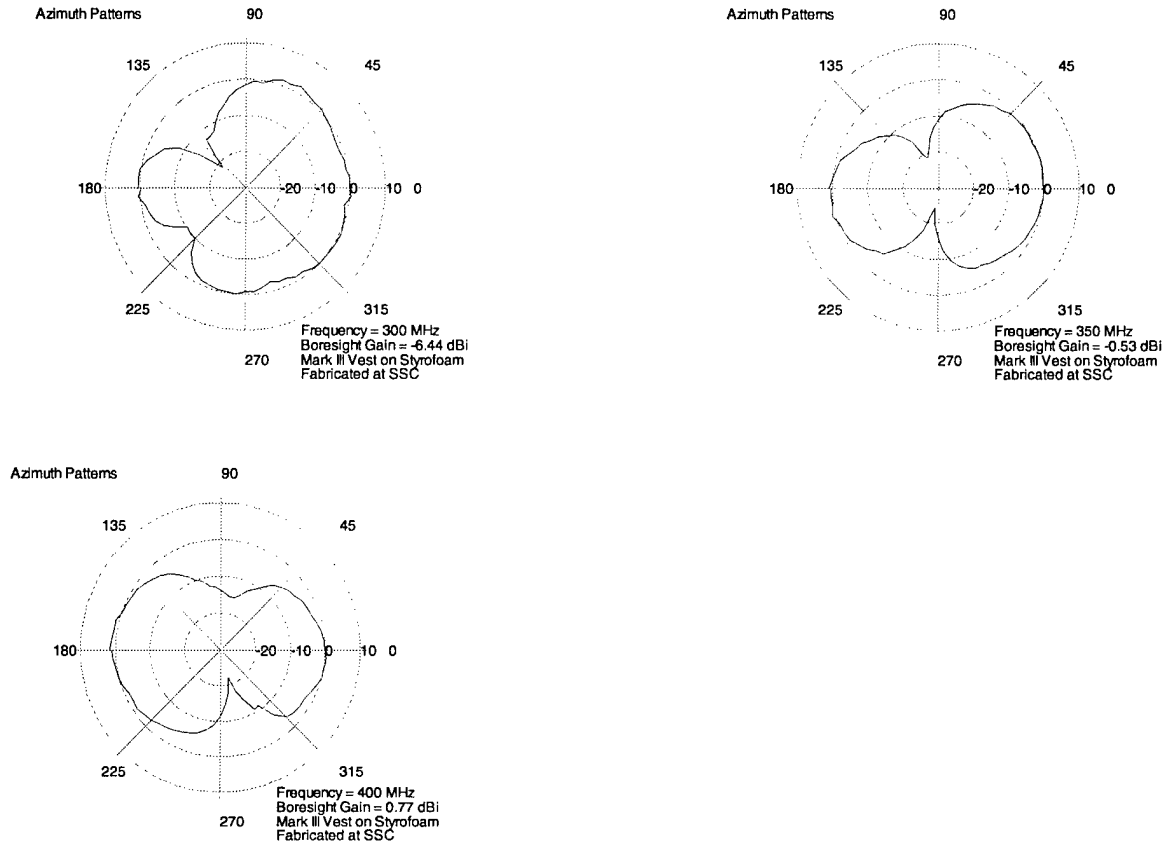 Azimuth Patterns
90
135
45
180
-20
-10
0
10
0
225
315
270
Frequency = 300 MHz
Boresight Gain = -6.44 dBi
Mark III Vest on Styrofoam
Fabricated at SSC
Azimuth Patterns
90
135
45
180
-20
-10
0
10
0
225
315
270
Frequency = 350 MHz
Boresight Gain = -0.53 dBi
Mark III Vest on Styrofoam
Fabricated at SSC
Azimuth Patterns
90
135
45
180
-20
-10
0
10
0
225
315
270
Frequency = 400 MHz
Boresight Gain = 0.77 dBi
Mark III Vest on Styrofoam
Fabricated at SSC